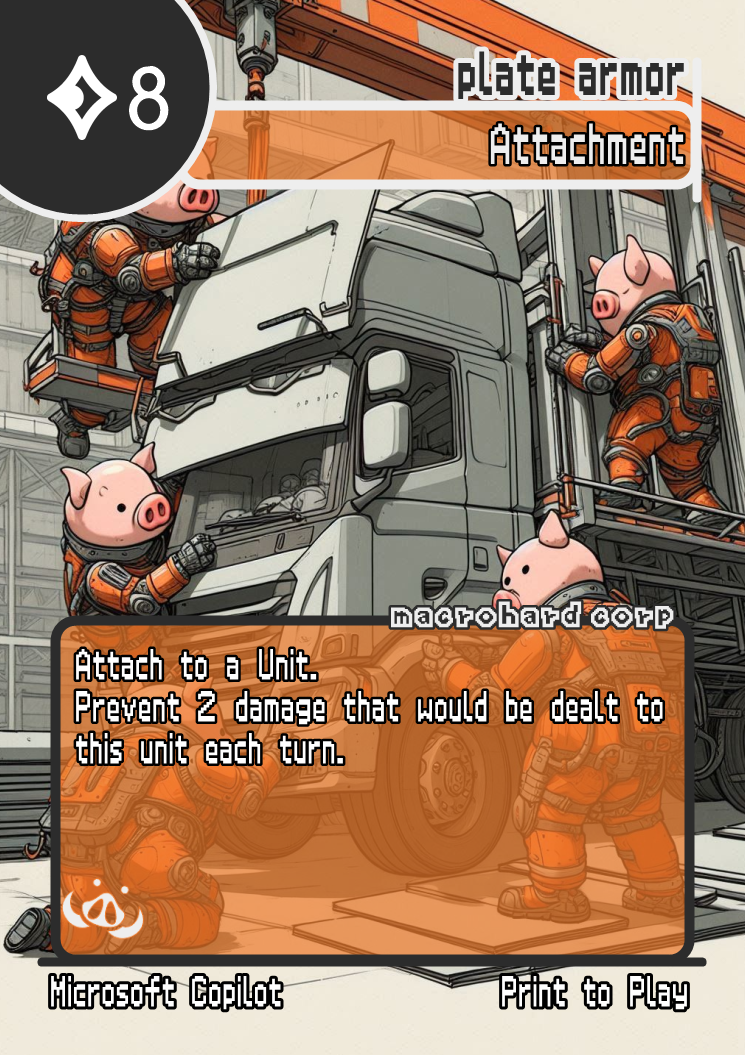 8
plate armor
Attachment
macrohard corp
Attach to a Unit.
Prevent 2 damage that would be dealt to
this unit each turn.
Microsoft Copilot
Print to Play